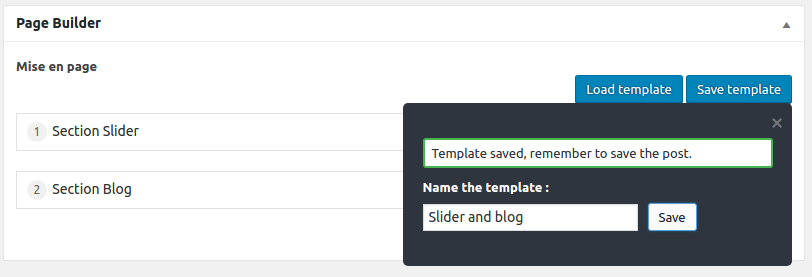 Page Builder
Mise en page
Load template Save template
1 Section Slider
2 Section Blog
Template saved, remember to save the post.
Name the template :
Slider and blog Save